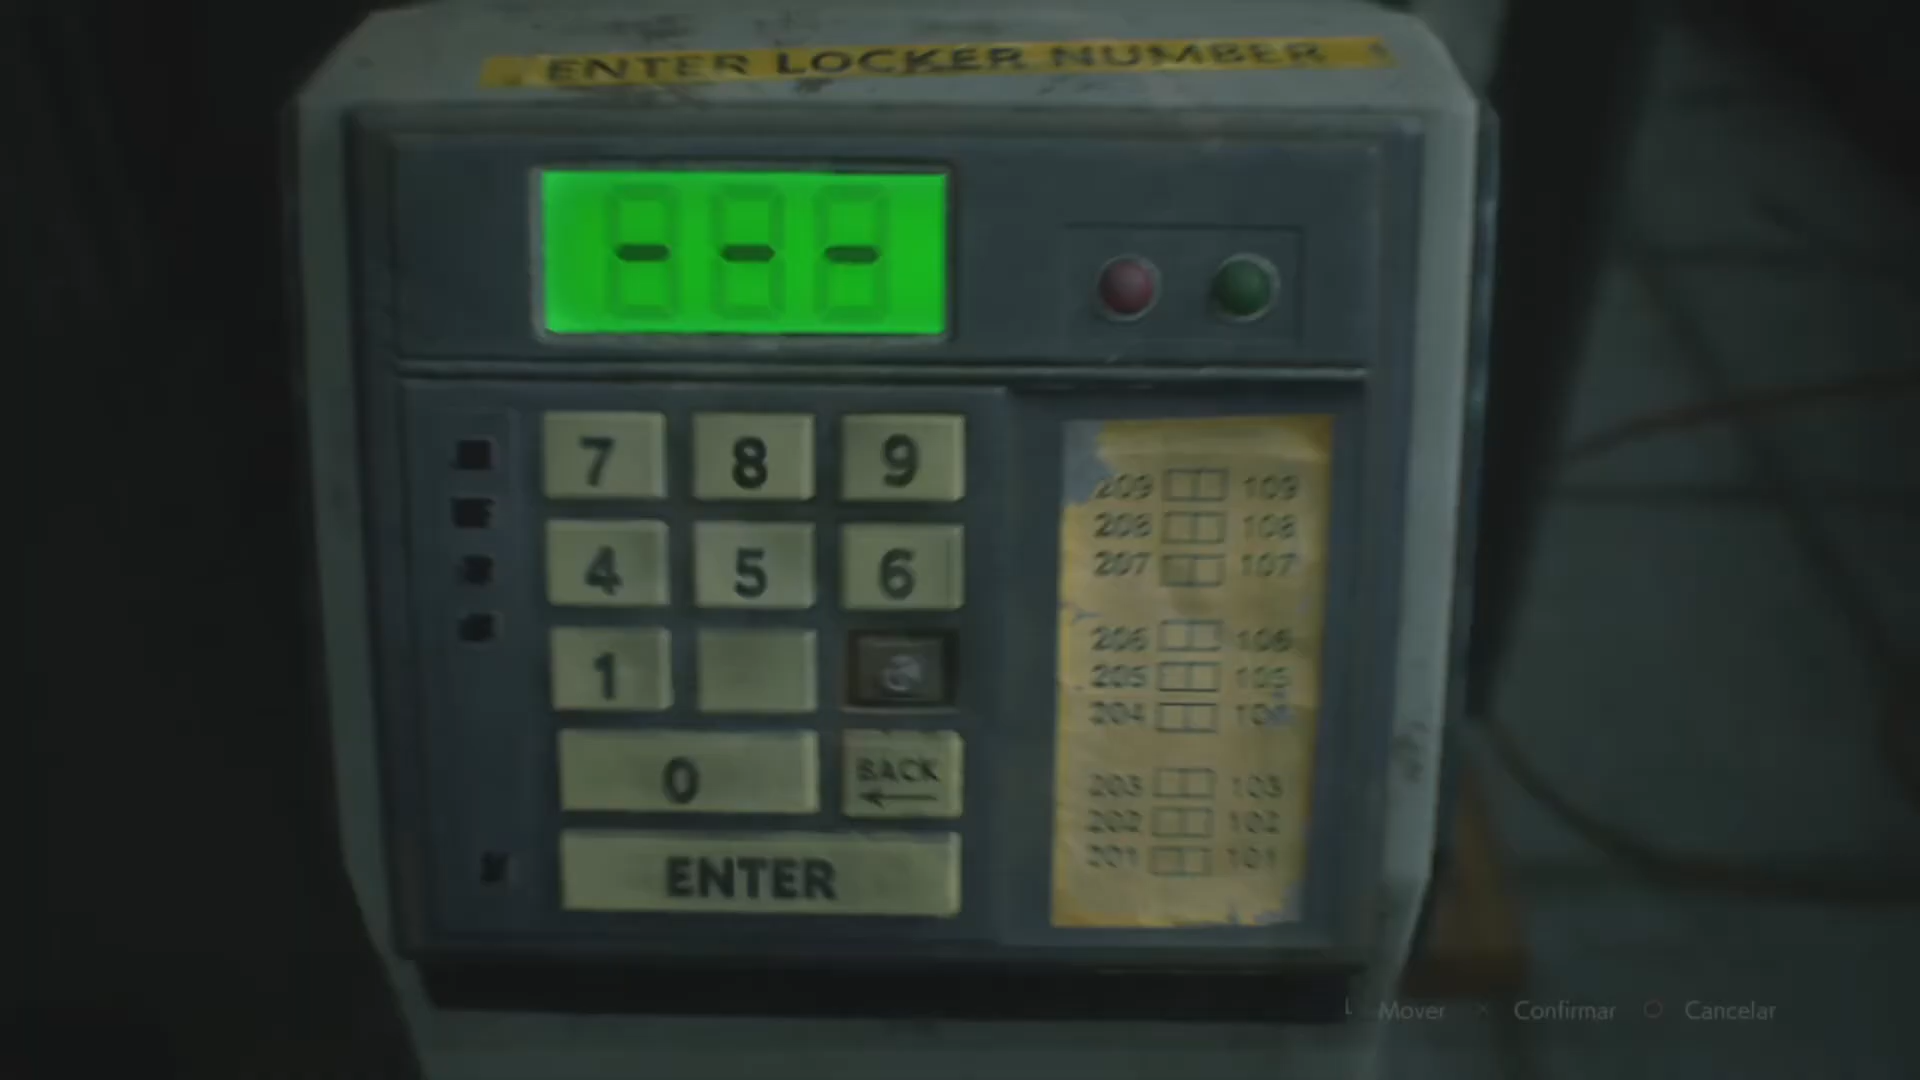 ENTER LOCKER NUMBER
7 8 9
4 5 6
1
0 BACK
ENTER
209 109
208 108
207 107
206 106
205 105
204
203 103
202 102
201 101
Mover Confirmar Cancelar